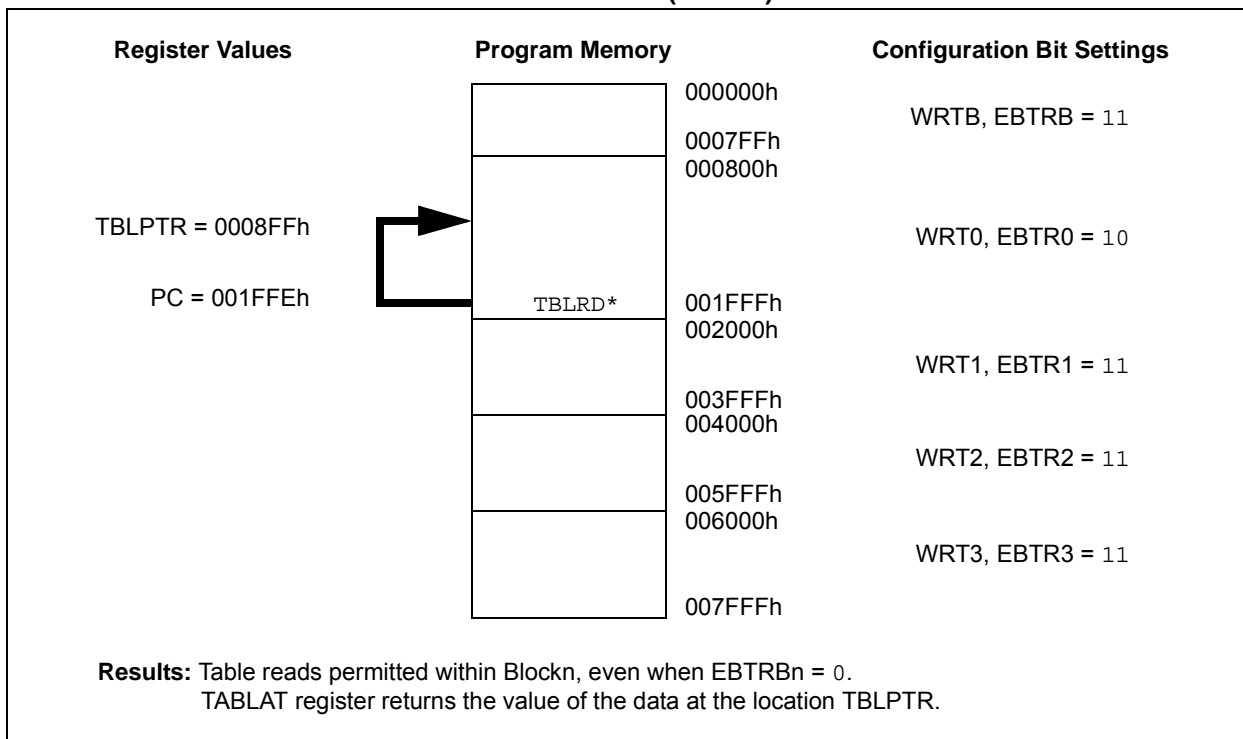 Register Values Program Memory Configuration Bit Settings
000000h
WRTB, EBTRB = 11
0007FFh
000800h
TBLPTR = 0008FFh
WRT0, EBTR0 = 10
PC = 001FFEh
TBLRD*
001FFFh
002000h
WRT1, EBTR1 = 11
003FFFh
004000h
WRT2, EBTR2 = 11
005FFFh
006000h
WRT3, EBTR3 = 11
007FFFh
Results: Table reads permitted within Blockn, even when EBTRBn = 0.
TABLAT register returns the value of the data at the location TBLPTR.